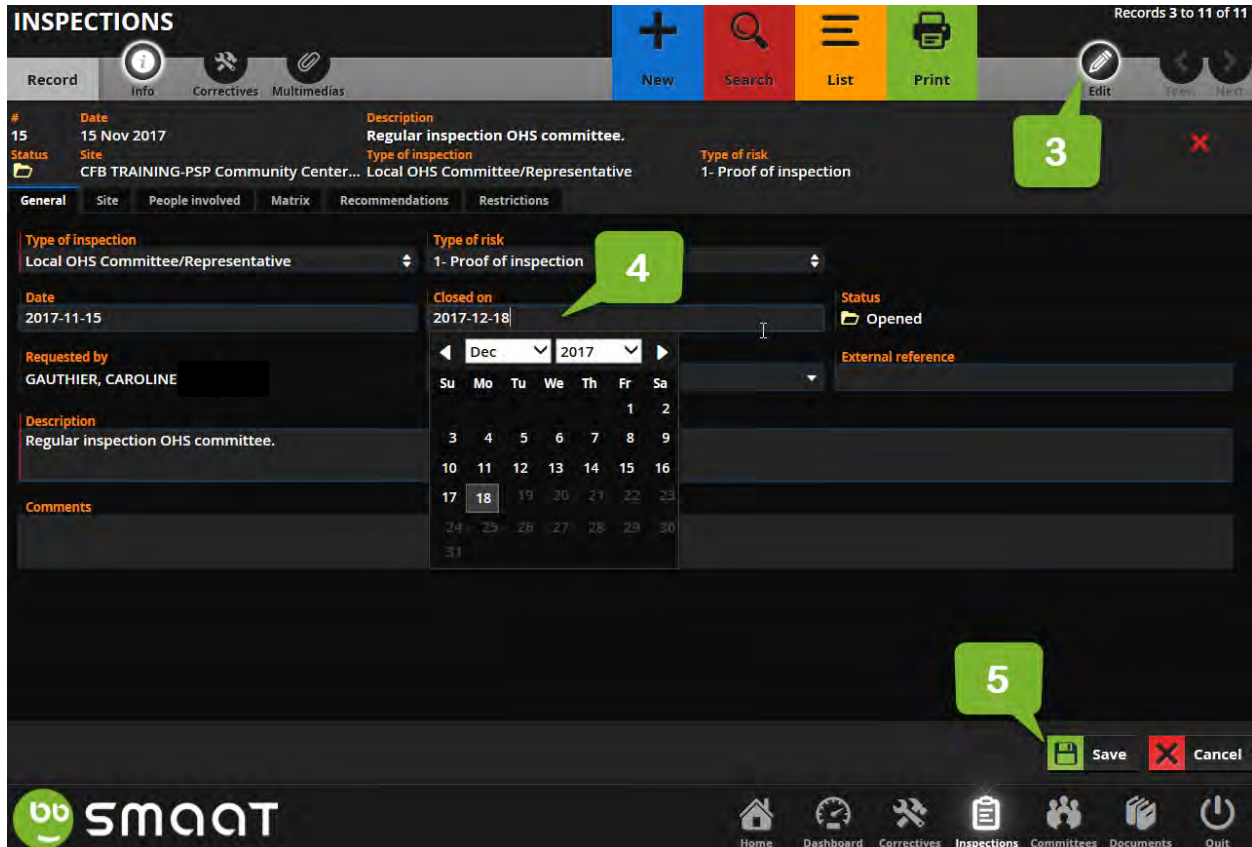 INSPECTIONS
Records 3 to 11 of 11
Record
Info
Correctives
Multimedias
New
Search
List
Print
Edit
Prev
Next
3
# Date Description
15 15 Nov 2017 Regular inspection OHS committee.
Status Site Type of inspection Type of risk
CFB TRAINING-PSP Community Center... Local OHS Committee/Representative 1- Proof of inspection
General Site People involved Matrix Recommendations Restrictions
Type of inspection Type of risk
Local OHS Committee/Representative 1- Proof of inspection
4
Date Closed on Status
2017-11-15 2017-12-18 Opened
Requested by External reference
GAUTHIER, CAROLINE
Dec 2017
Su Mo Tu We Th Fr Sa
1 2
3 4 5 6 7 8 9
10 11 12 13 14 15 16
17 18 19 20 21 22 23
24 25 26 27 28 29 30
31
Description
Regular inspection OHS committee.
Comments
5
Save Cancel
smaat
Home Dashboard Correctives Inspections Committees Documents Quit